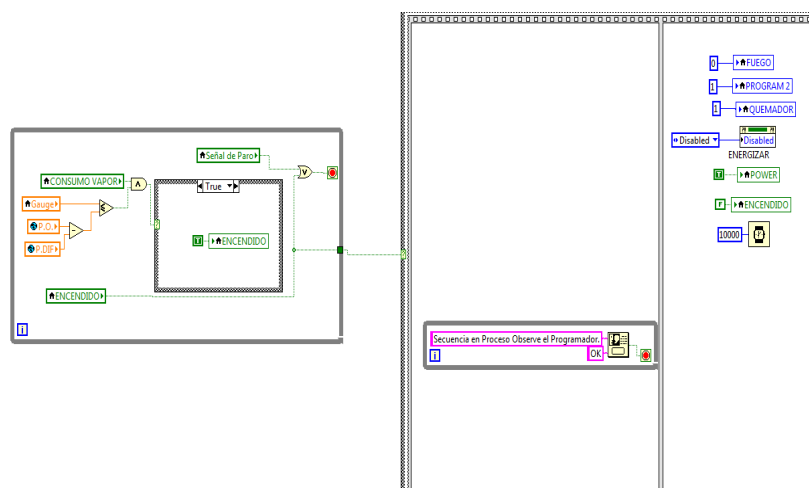 Señal de Paro
CONSUMO VAPOR
True
Gauge
P.O.
P.DIF
ENCENDIDO
ENCENDIDO
i
Secuencia en Proceso Observe el Programador.
OK
i
0 FUEGO
1 PROGRAM 2
1 QUEMADOR
Disabled Disabled
ENERGIZAR
T POWER
F ENCENDIDO
10000
T